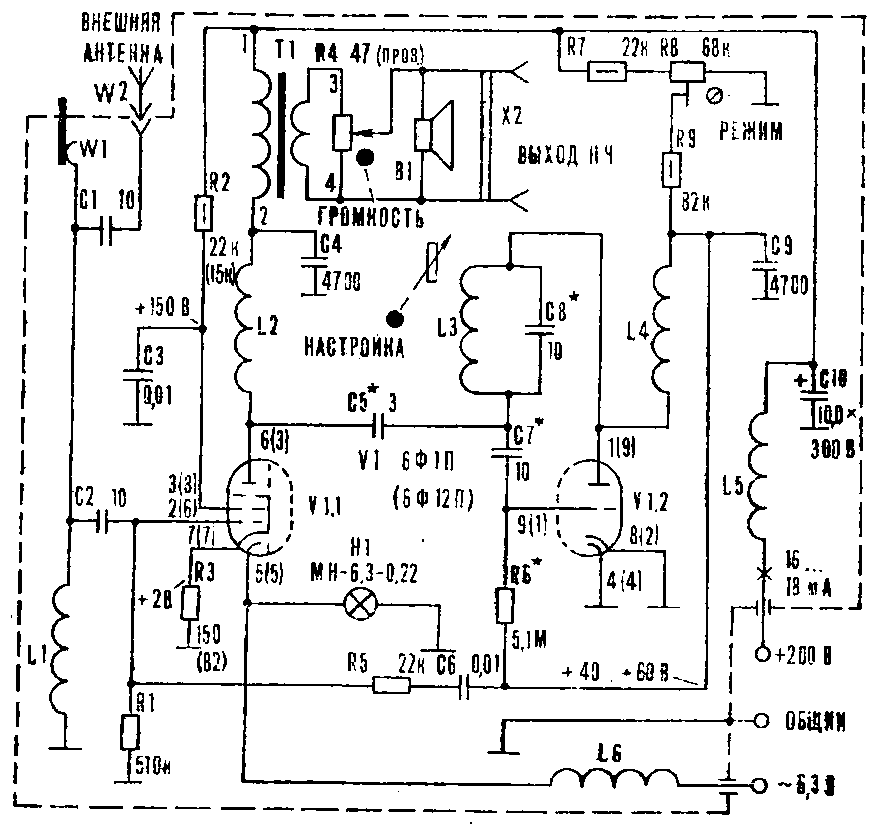 ВНЕШНЯЯ
АНТЕННА
W2
W1
C1
10
1
T1
R4 47 (ПРОВ)
3
4
2
ГРОМКОСТЬ
B1
X2
ВЫХОД НЧ
R7
22к
R8
68к
РЕЖИМ
R9
82к
R2
22к
(15к)
+150 В
C3
0,01
L2
C4
4700
НАСТРОЙКА
L3
C8*
10
L4
C9
4700
C10
10,0×
300 В
C5*
3
C7*
10
V1 6Ф1П
(6Ф12П)
6(3)
3(8)
2(6)
7(7)
5(5)
V1,1
1(9)
9(1)
8(2)
4(4)
V1,2
L5
16...
18 мА
C2
10
R3
+2В
150
(82)
H1
МН-6,3-0,22
R6*
5,1М
L1
R1
510к
R5
22к
C6
0,01
+40
+60 В
+200 В
ОБЩИЙ
L6
~6,3 В